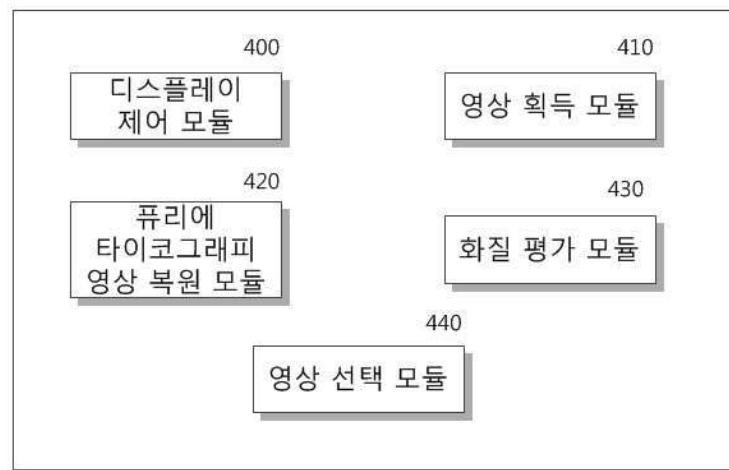 400
디스플레이
제어 모듈
410
영상 획득 모듈
420
퓨리에
타이코그래피
영상 복원 모듈
430
화질 평가 모듈
440
영상 선택 모듈